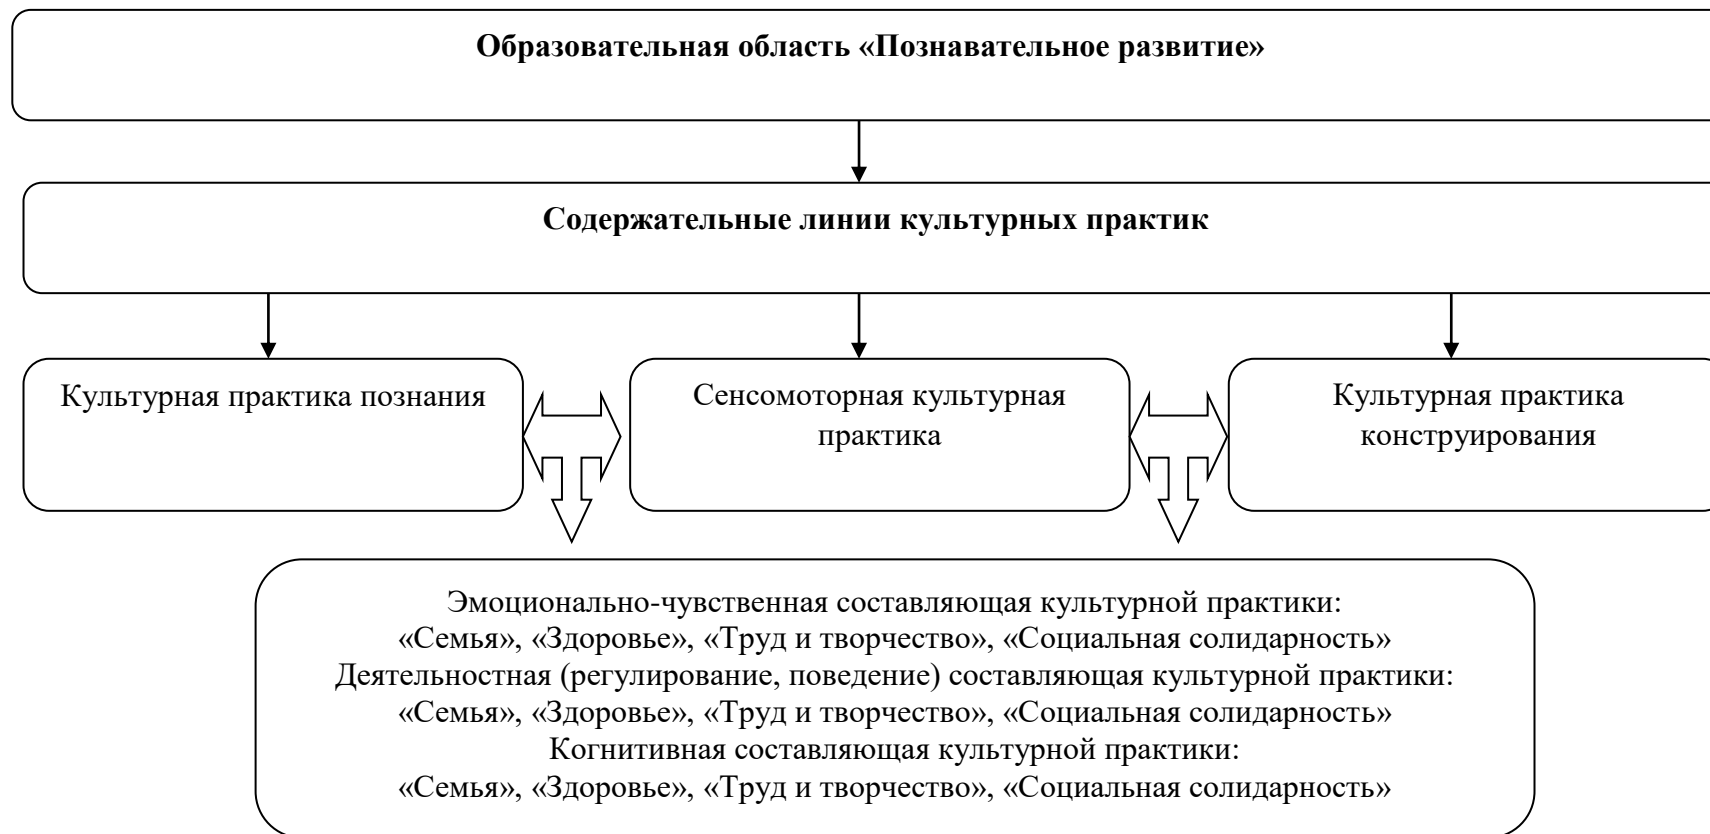 Образовательная область «Познавательное развитие»
Содержательные линии культурных практик
Культурная практика познания
Сенсомоторная культурная
практика
Культурная практика
конструирования
Эмоционально-чувственная составляющая культурной практики:
«Семья», «Здоровье», «Труд и творчество», «Социальная солидарность»
Деятельностная (регулирование, поведение) составляющая культурной практики:
«Семья», «Здоровье», «Труд и творчество», «Социальная солидарность»
Когнитивная составляющая культурной практики:
«Семья», «Здоровье», «Труд и творчество», «Социальная солидарность»